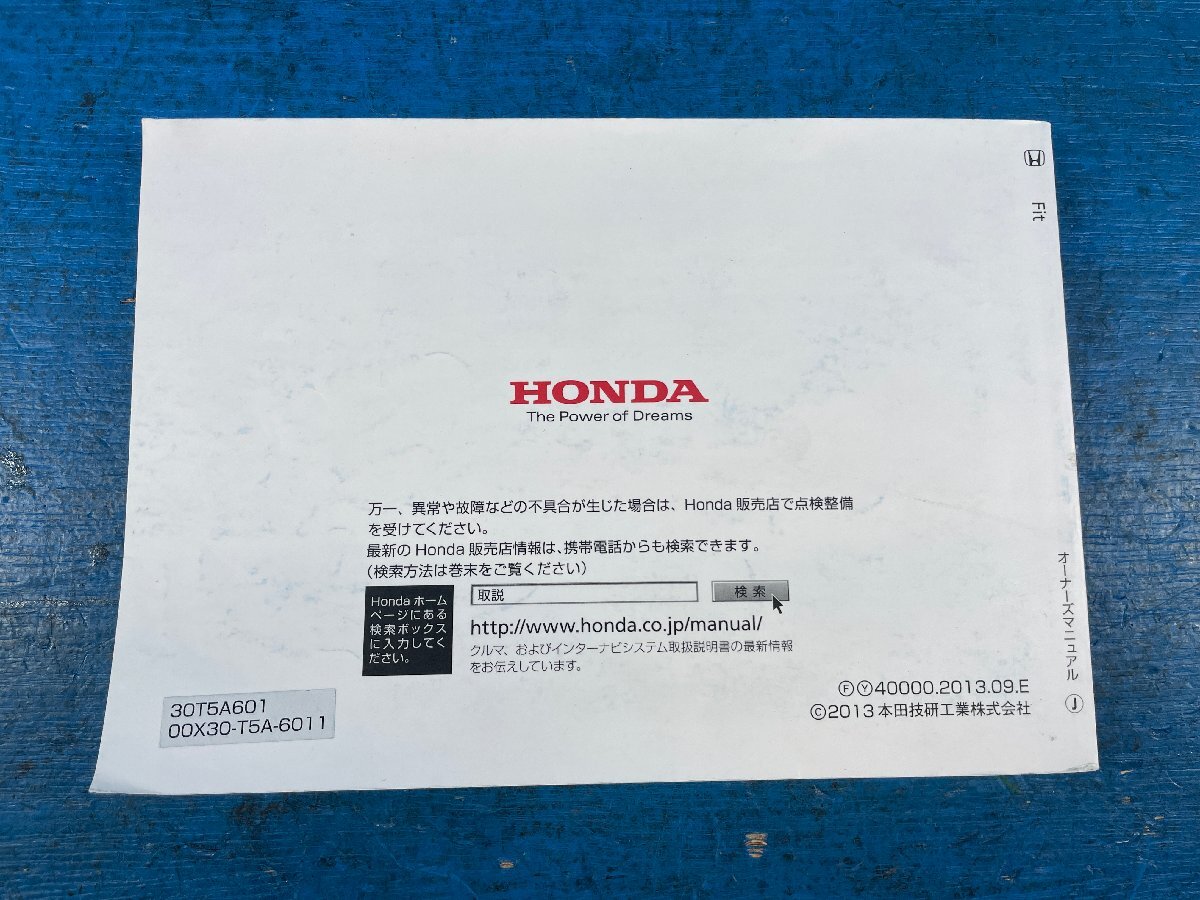 Fit
HONDA
The Power of Dreams
万一、異常や故障などの不具合が生じた場合は、Honda 販売店で点検整備
を受けてください。
最新の Honda 販売店情報は、携帯電話からも検索できます。
（検索方法は巻末をご覧ください）
Honda ホーム
ページにある
検索ボックス
に入力してく
ださい。
取説
検 索
http://www.honda.co.jp/manual/
クルマ、およびインターナビシステム取扱説明書の最新情報
をお伝えしています。
オーナーズマニュアル Ⓙ
30T5A601
00X30-T5A-6011
ⒻⓎ40000.2013.09.E
©2013 本田技研工業株式会社